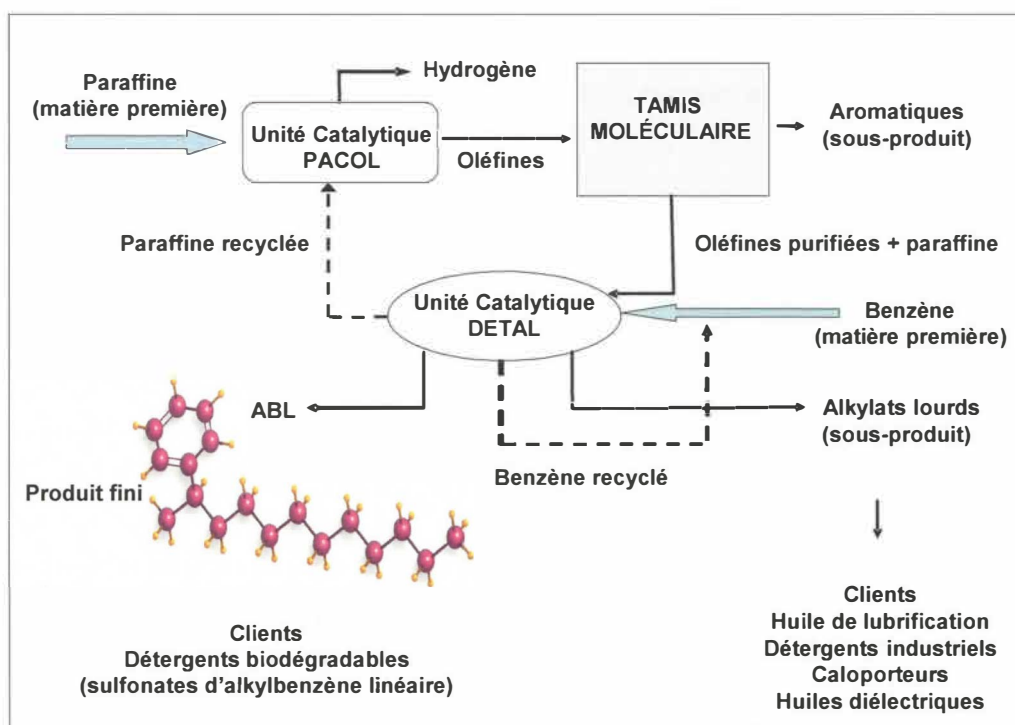 Paraffine
(matière première)
Hydrogène
Unité Catalytique
PACOL
Oléfines
TAMIS
MOLÉCULAIRE
Aromatiques
(sous-produit)
Paraffine recyclée
Oléfines purifiées + paraffine
Unité Catalytique
DETAL
Benzène
(matière première)
ABL
Alkylats lourds
(sous-produit)
Benzène recyclé
Produit fini
Clients
Détergents biodégradables
(sulfonates d'alkylbenzène linéaire)
Clients
Huile de lubrification
Détergents industriels
Caloporteurs
Huiles diélectriques